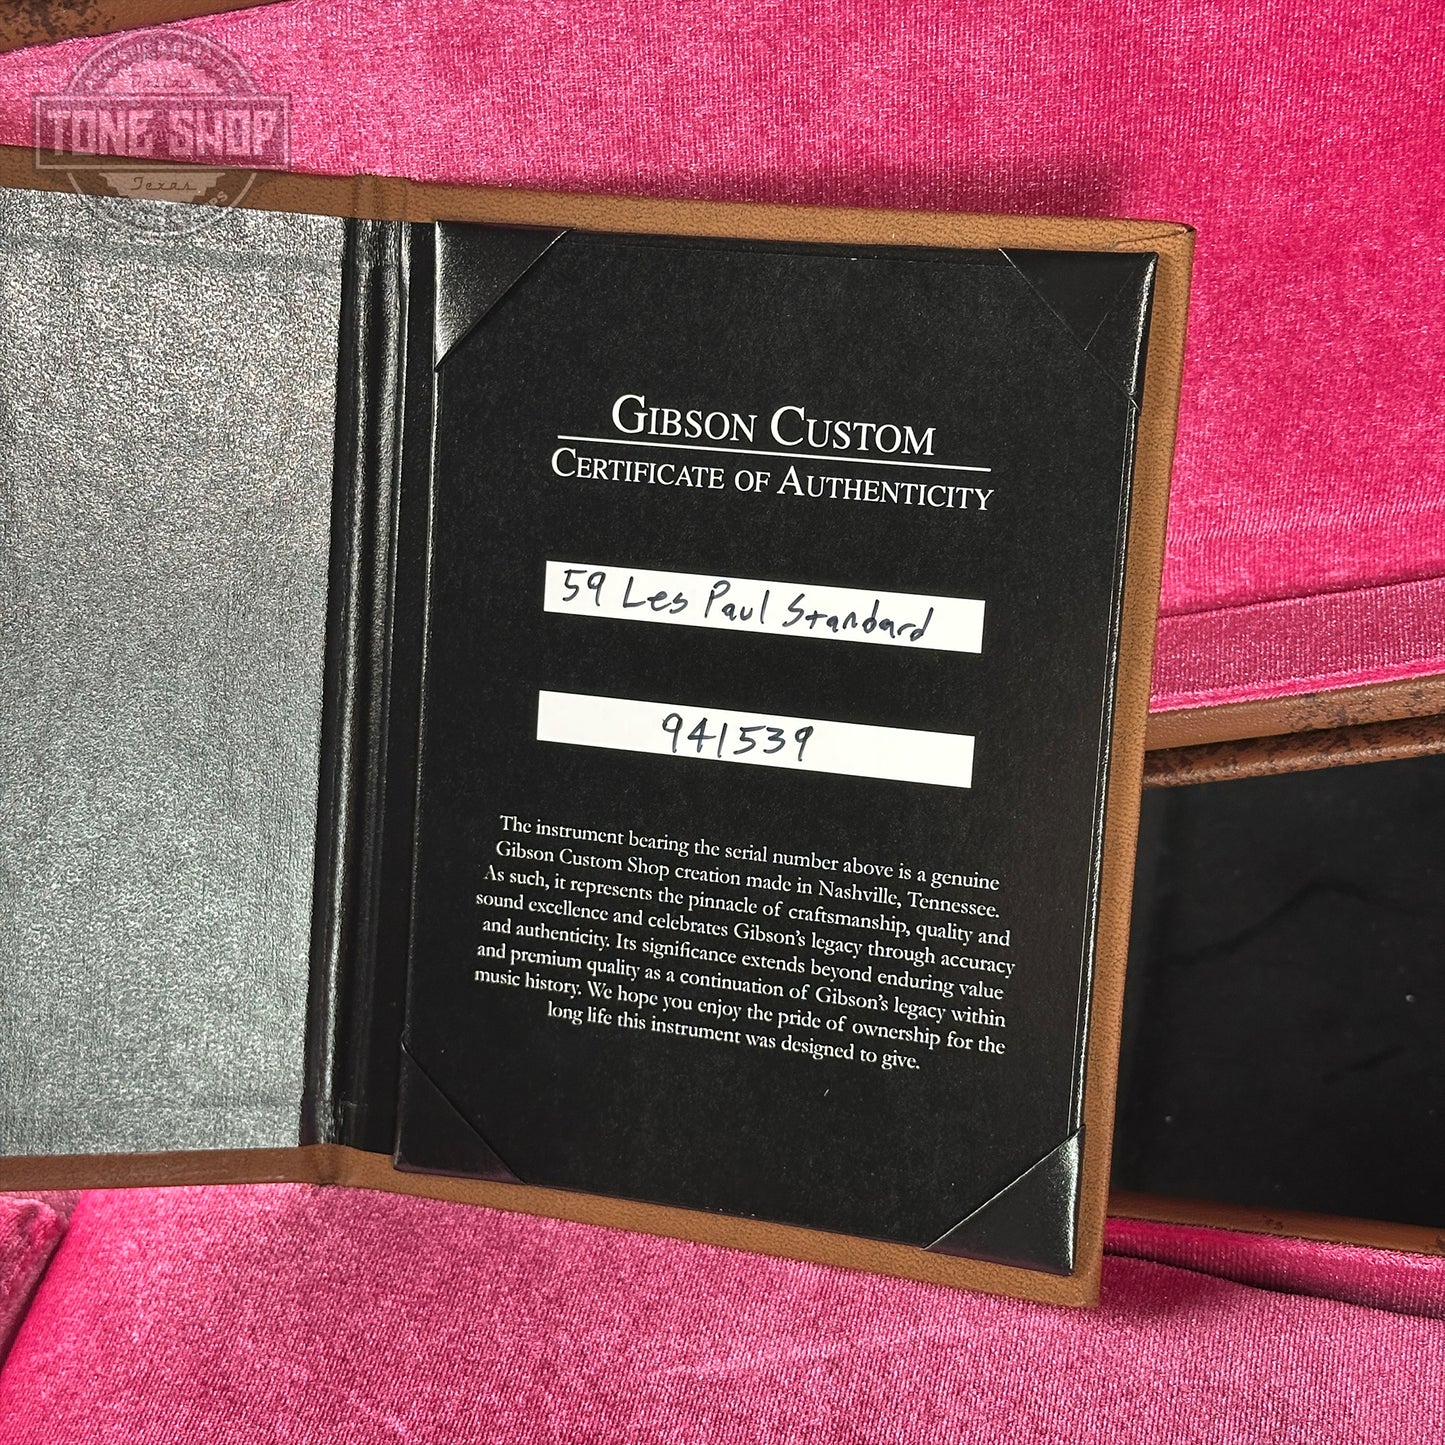 TONE SHOP
Texas
GIBSON CUSTOM
CERTIFICATE OF AUTHENTICITY
59 Les Paul Standard
941539
The instrument bearing the serial number above is a genuine
Gibson Custom Shop creation made in Nashville, Tennessee.
As such, it represents the pinnacle of craftsmanship, quality and
sound excellence and celebrates Gibson's legacy through accuracy
and authenticity. Its significance extends beyond enduring value
and premium quality as a continuation of Gibson's legacy within
music history. We hope you enjoy the pride of ownership for the
long life this instrument was designed to give.